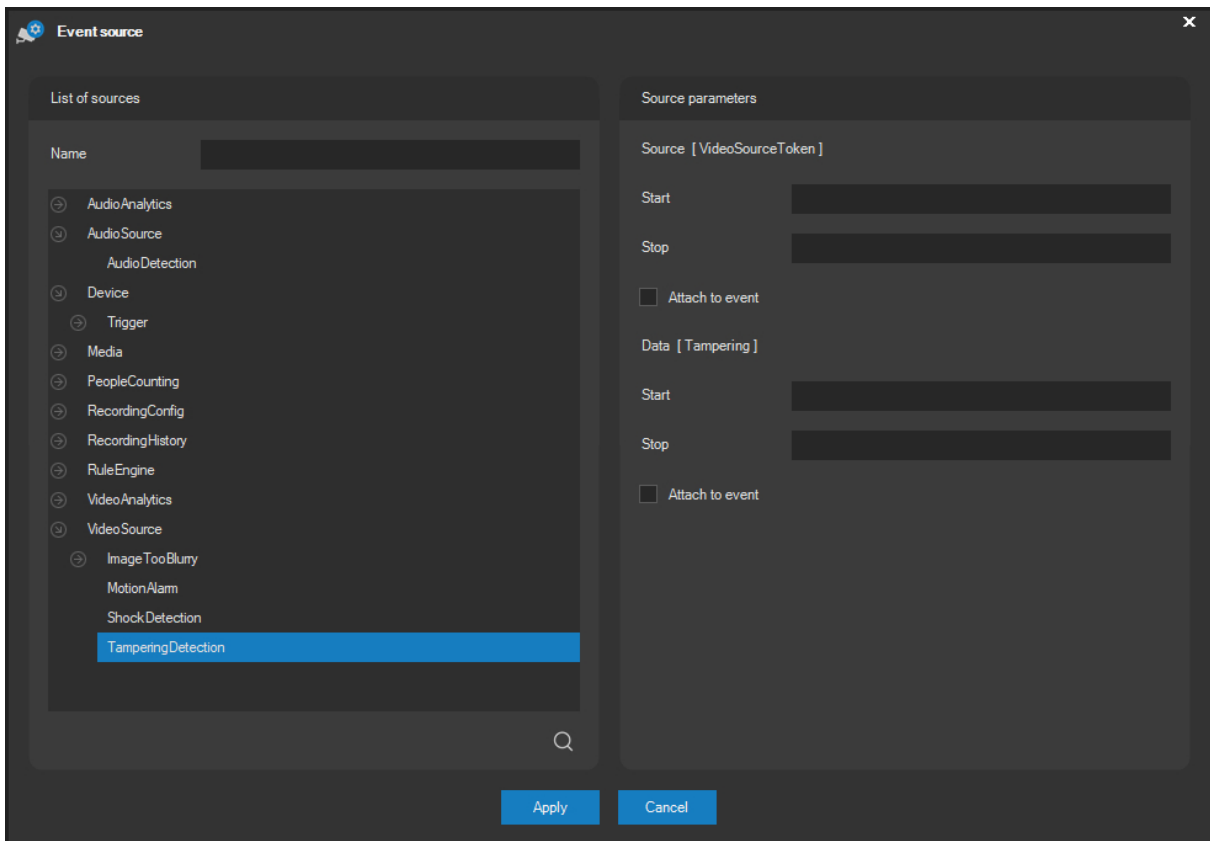 Event source
List of sources
Name
AudioAnalytics
AudioSource
AudioDetection
Device
Trigger
Media
PeopleCounting
RecordingConfig
RecordingHistory
RuleEngine
VideoAnalytics
VideoSource
ImageTooBlurry
MotionAlarm
ShockDetection
TamperingDetection
Source parameters
Source [ VideoSourceToken ]
Start
Stop
Attach to event
Data [ Tampering ]
Start
Stop
Attach to event
Apply Cancel